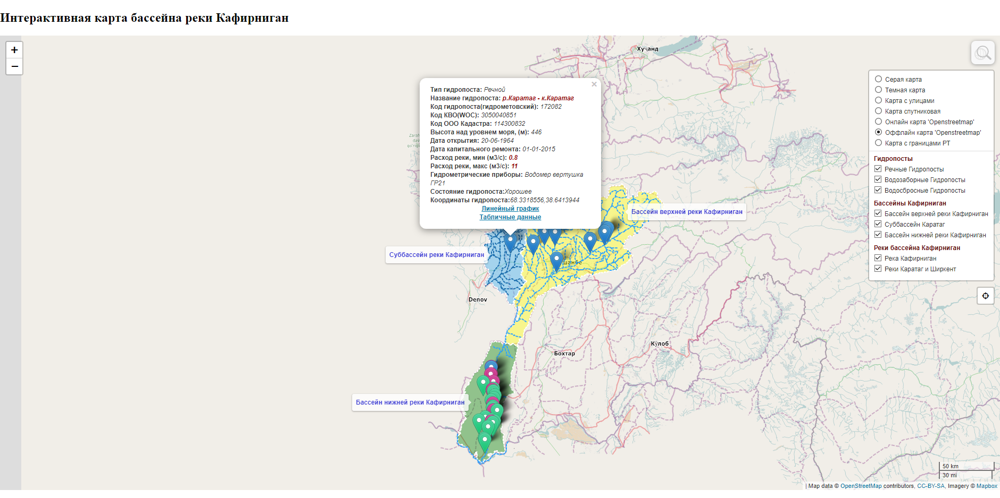 Интерактивная карта бассейна реки Кафирниган
+
−
Хуҷанд
×
Тип гидропоста: Речной
Название гидропоста: р.Каратаг - к.Каратаг
Код гидропоста(гидрометовский): 172082
Код КВО(WOC): 3050040851
Код ООО Кадастра: 114300832
Высота над уровнем моря, (м): 446
Дата открытия: 20-06-1964
Дата капитального ремонта: 01-01-2015
Расход реки, мин (м3/с): 0.8
Расход реки, макс (м3/с): 11
Гидрометрические приборы: Водомер вертушка
ГР21
Состояние гидропоста:Хорошее
Координаты гидропоста:68.3318556,38.6413944
Линейный график
Табличные данные
Серая карта
Темная карта
Карта с улицами
Карта спутниковая
Онлайн карта 'Openstreetmap'
Оффлайн карта 'Openstreetmap'
Карта с границами РТ
Гидропосты
Речные Гидропосты
Водозаборные Гидропосты
Водосбросные Гидропосты
Бассейны Кафирниган
Бассейн верхней реки Кафирниган
Суббассейн Каратаг
Бассейн нижней реки Кафирниган
Реки бассейна Кафирниган
Река Кафирниган
Реки Каратаг и Ширкент
Бассейн верхней реки Кафирниган
Суббассейн реки Кафирниган
шанбе
Denov
Кӯлоб
Бохтар
Бассейн нижней реки Кафирниган
50 km
30 mi
| Map data © OpenStreetMap contributors, CC-BY-SA, Imagery © Mapbox